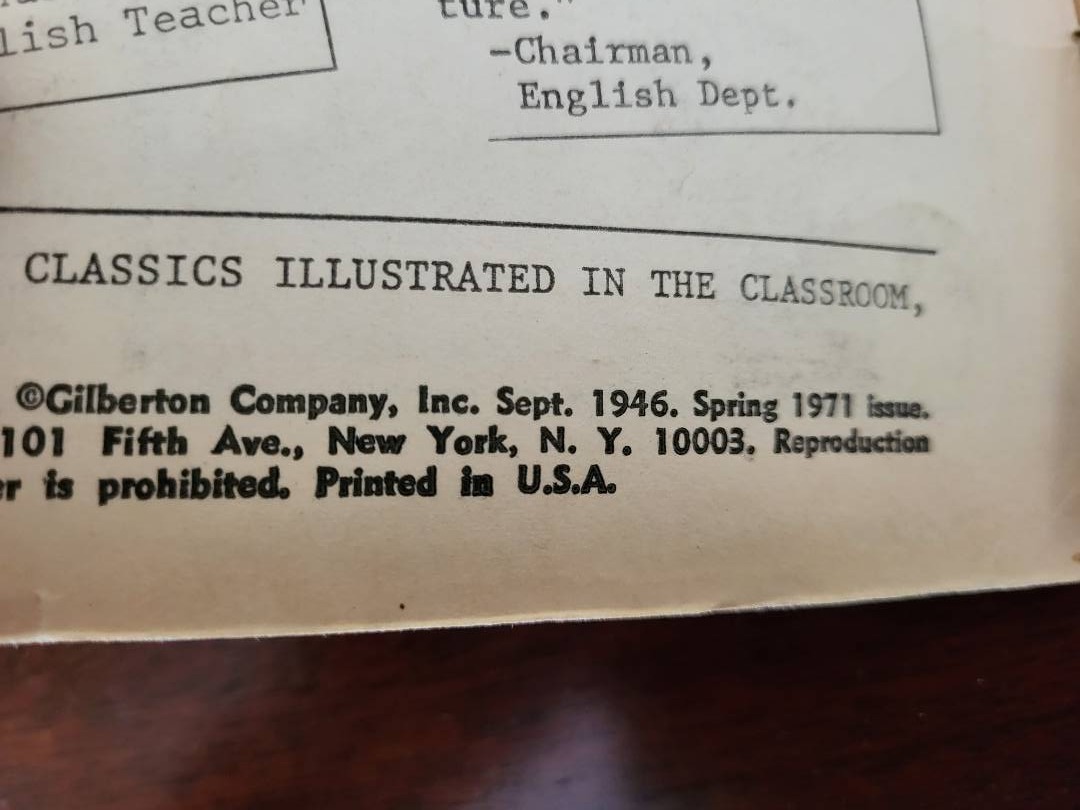 lish Teacher
ture."
—Chairman,
English Dept.
CLASSICS ILLUSTRATED IN THE CLASSROOM,
©Gilberton Company, Inc. Sept. 1946. Spring 1971 issue.
101 Fifth Ave., New York, N. Y. 10003. Reproduction
er is prohibited. Printed in U.S.A.